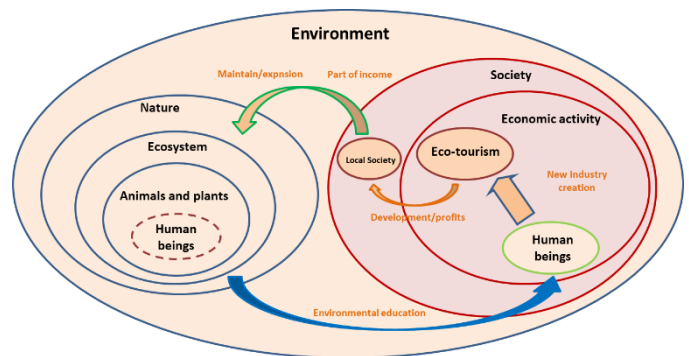 Environment
Maintain/expnsion
Part of income
Society
Nature
Economic activity
Ecosystem
Eco-tourism
Local Society
New Industry
creation
Animals and plants
Development/profits
Human
beings
Human
beings
Environmental education